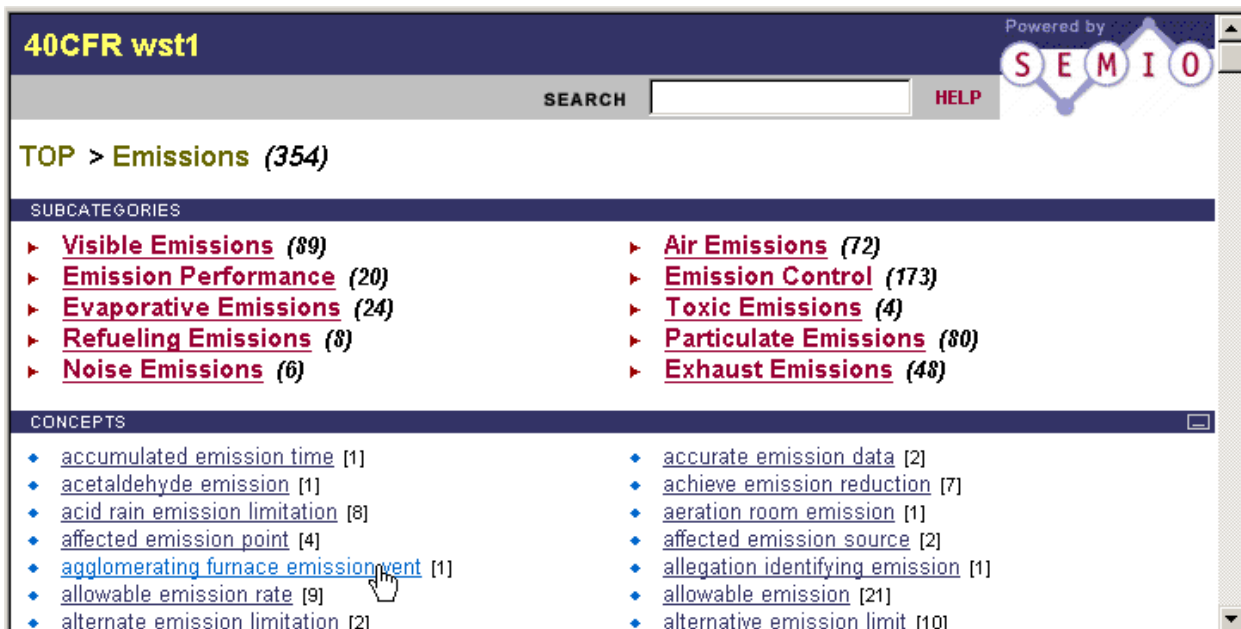 40CFR wst1
Powered by
SEMIO
SEARCH HELP
TOP > Emissions (354)
SUBCATEGORIES
Visible Emissions (89)
Emission Performance (20)
Evaporative Emissions (24)
Refueling Emissions (8)
Noise Emissions (6)
Air Emissions (72)
Emission Control (173)
Toxic Emissions (4)
Particulate Emissions (80)
Exhaust Emissions (48)
CONCEPTS
accumulated emission time [1]
acetaldehyde emission [1]
acid rain emission limitation [8]
affected emission point [4]
agglomerating furnace emission vent [1]
allowable emission rate [9]
alternate emission limitation [2]
accurate emission data [2]
achieve emission reduction [7]
aeration room emission [1]
affected emission source [2]
allegation identifying emission [1]
allowable emission [21]
alternative emission limit [10]